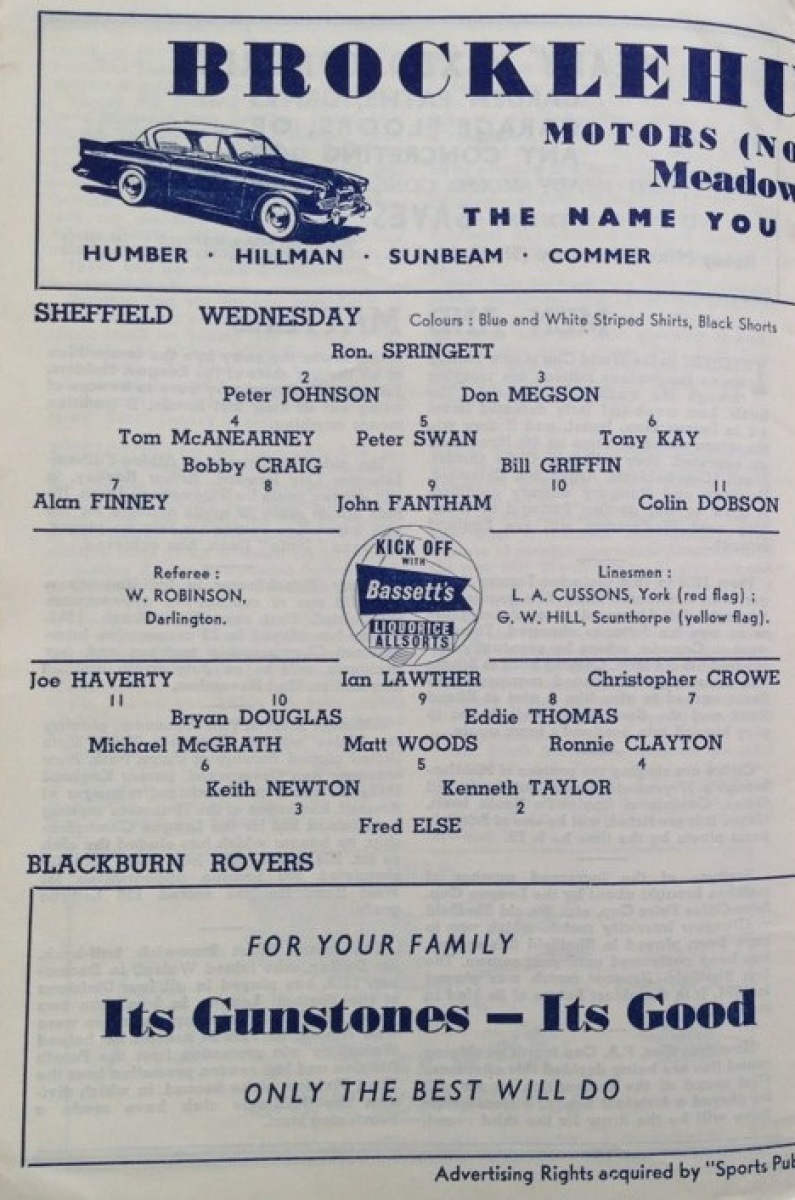 BROCKLEHU
MOTORS (NO
Meadow
THE NAME YOU
HUMBER · HILLMAN · SUNBEAM · COMMER
SHEFFIELD WEDNESDAY Colours : Blue and White Striped Shirts, Black Shorts
Ron. SPRINGETT
2 3
Peter JOHNSON Don MEGSON
4 5 6
Tom McANEARNEY Peter SWAN Tony KAY
Bobby CRAIG Bill GRIFFIN
7 8 9 10 11
Alan FINNEY John FANTHAM Colin DOBSON
Referee :
W. ROBINSON,
Darlington.
KICK OFF
WITH
Bassett's
LIQUORICE
ALLSORTS
Linesmen :
L. A. CUSSONS, York (red flag) ;
G. W. HILL, Scunthorpe (yellow flag).
Joe HAVERTY Ian LAWTHER Christopher CROWE
11 10 9 8 7
Bryan DOUGLAS Eddie THOMAS
Michael McGRATH Matt WOODS Ronnie CLAYTON
6 5 4
Keith NEWTON Kenneth TAYLOR
3 2
Fred ELSE
BLACKBURN ROVERS
FOR YOUR FAMILY
Its Gunstones — Its Good
ONLY THE BEST WILL DO
Advertising Rights acquired by "Sports Pub